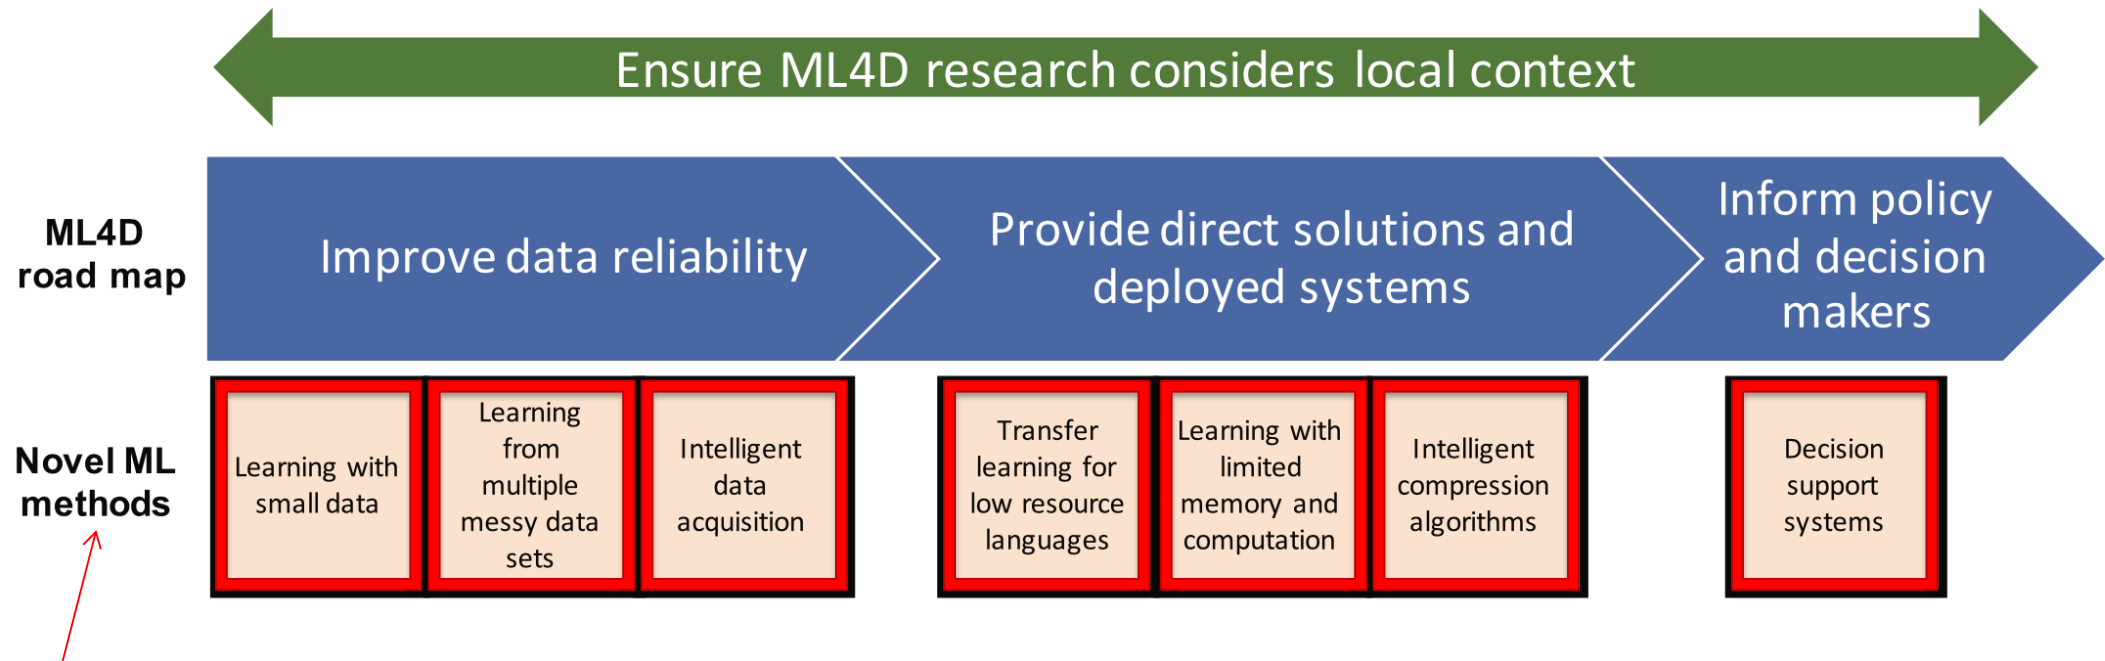 Ensure ML4D research considers local context
ML4D
road map
Improve data reliability
Provide direct solutions and
deployed systems
Inform policy
and decision
makers
Novel ML
methods
Learning with
small data
Learning
from
multiple
messy data
sets
Intelligent
data
acquisition
Transfer
learning for
low resource
languages
Learning with
limited
memory and
computation
Intelligent
compression
algorithms
Decision
support
systems